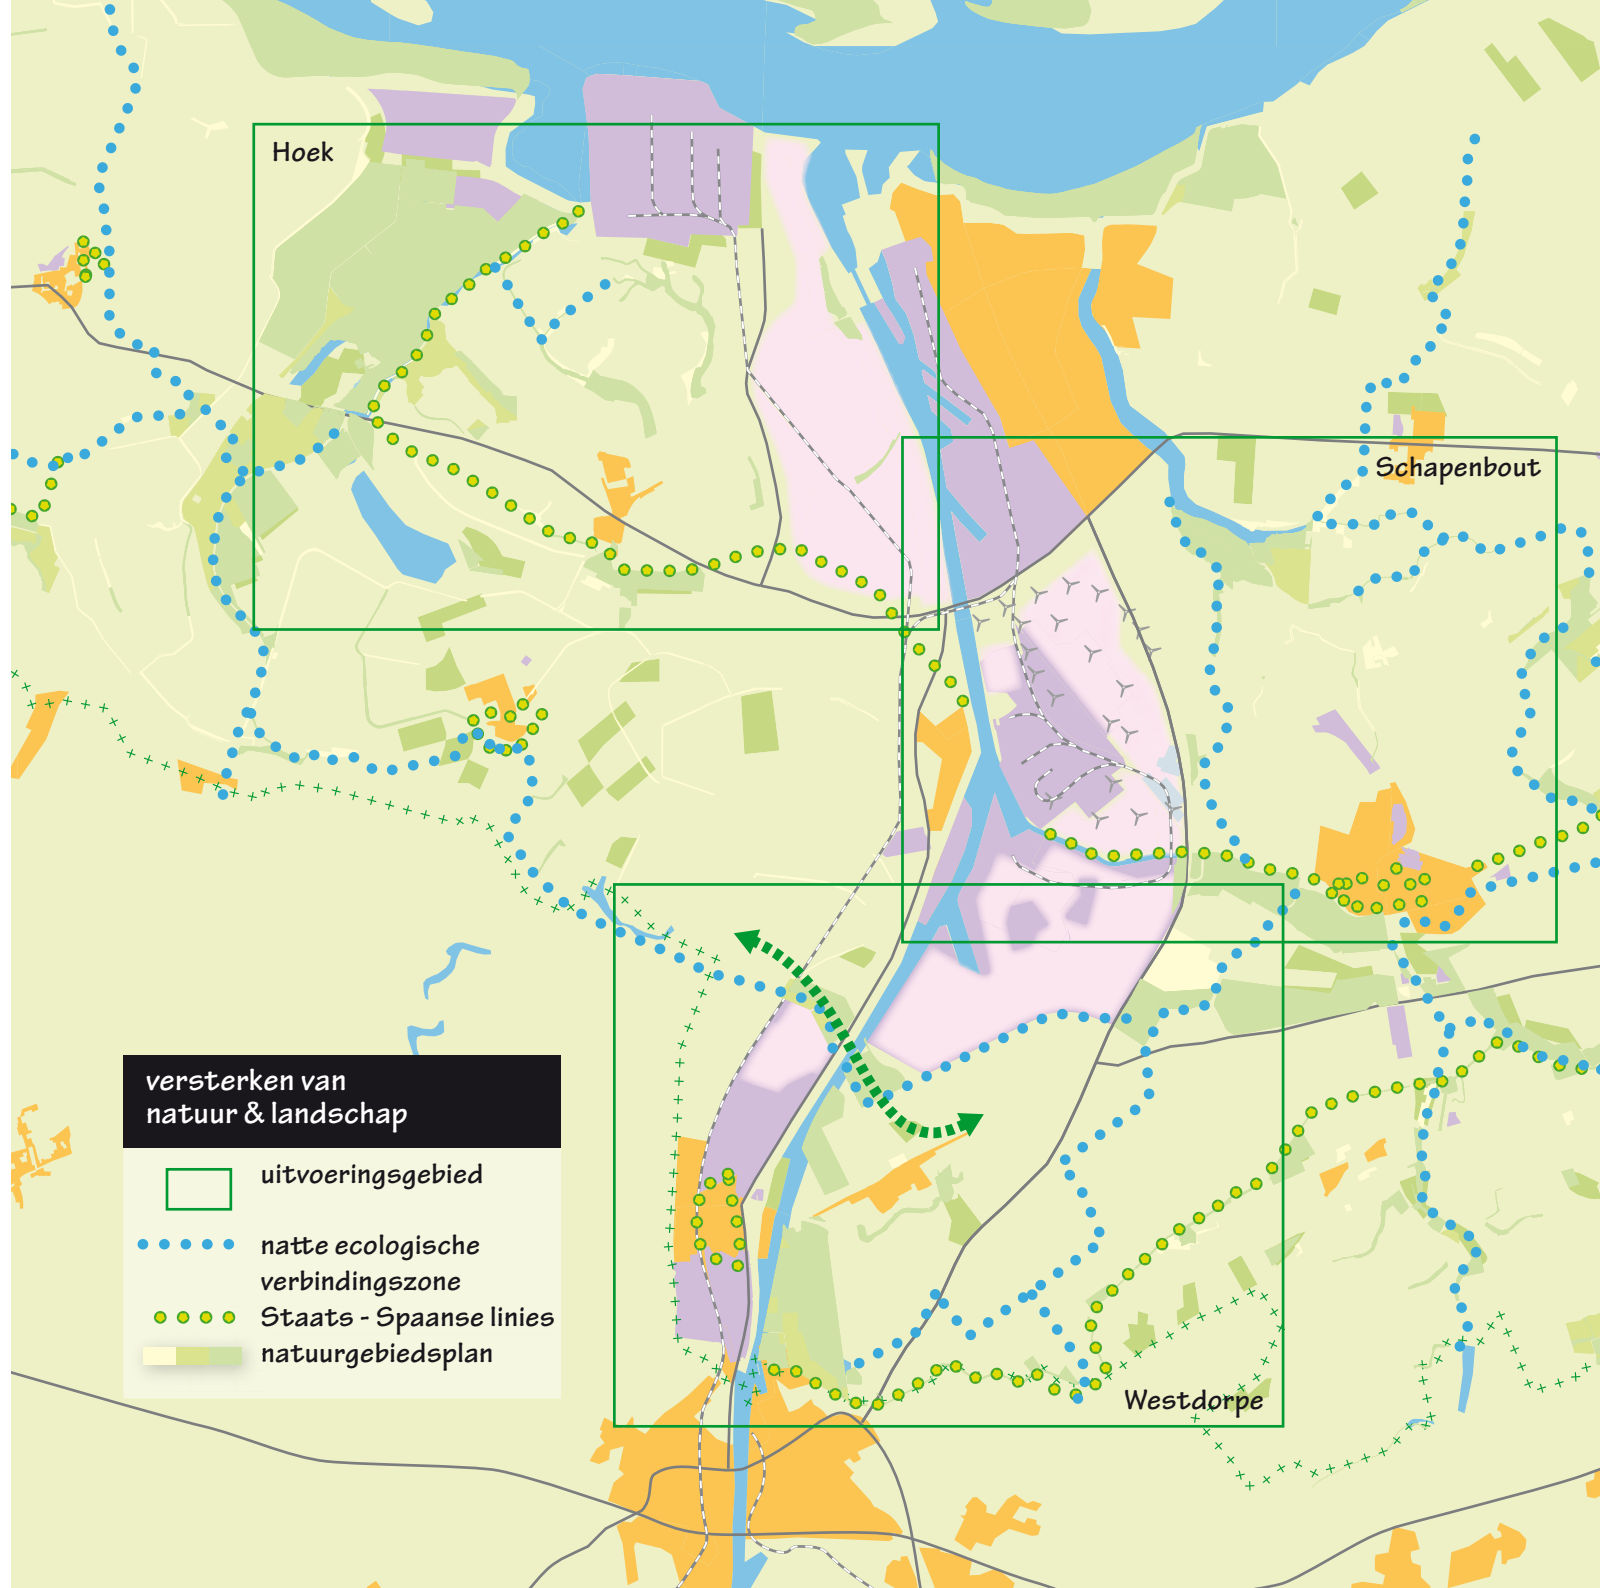 Hoek
Schapenbout
versterken van
natuur & landschap
uitvoeringsgebied
natte ecologische
verbindingszone
Staats - Spaanse linies
natuurgebiedsplan
Westdorpe